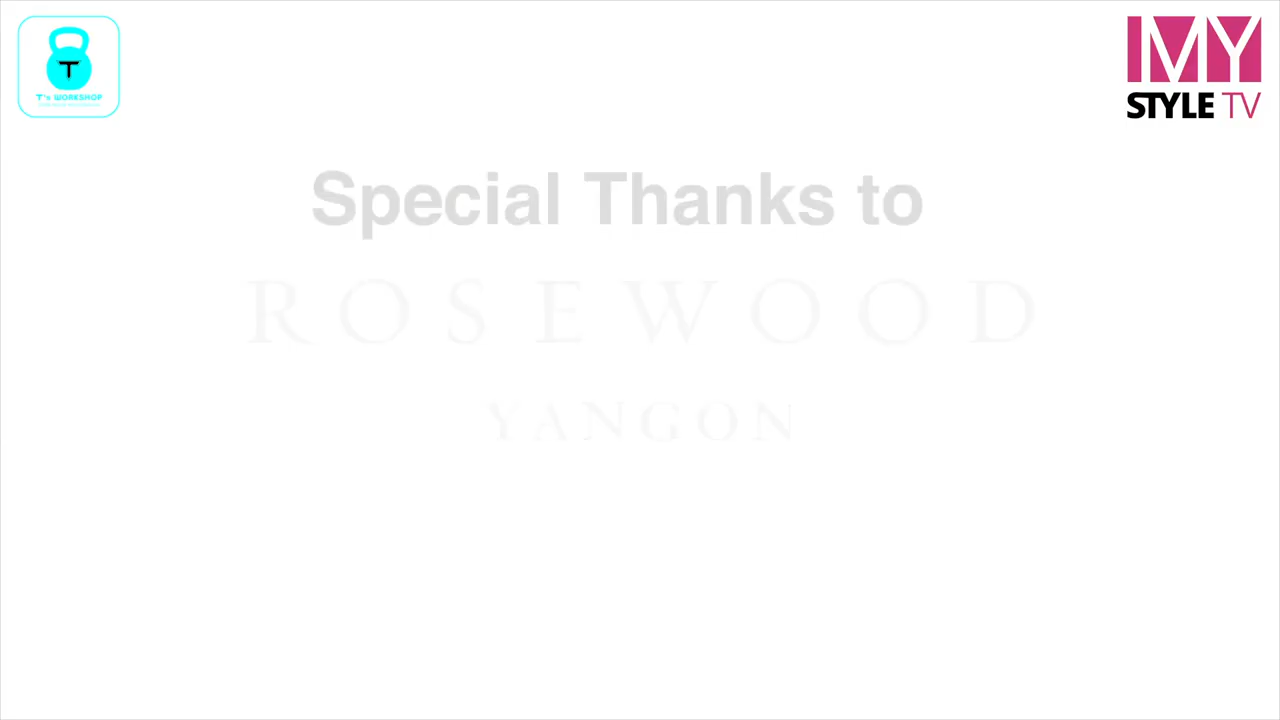 T
T's WORKSHOP
MY
STYLE TV
Special Thanks to
ROSEWOOD
YANGON